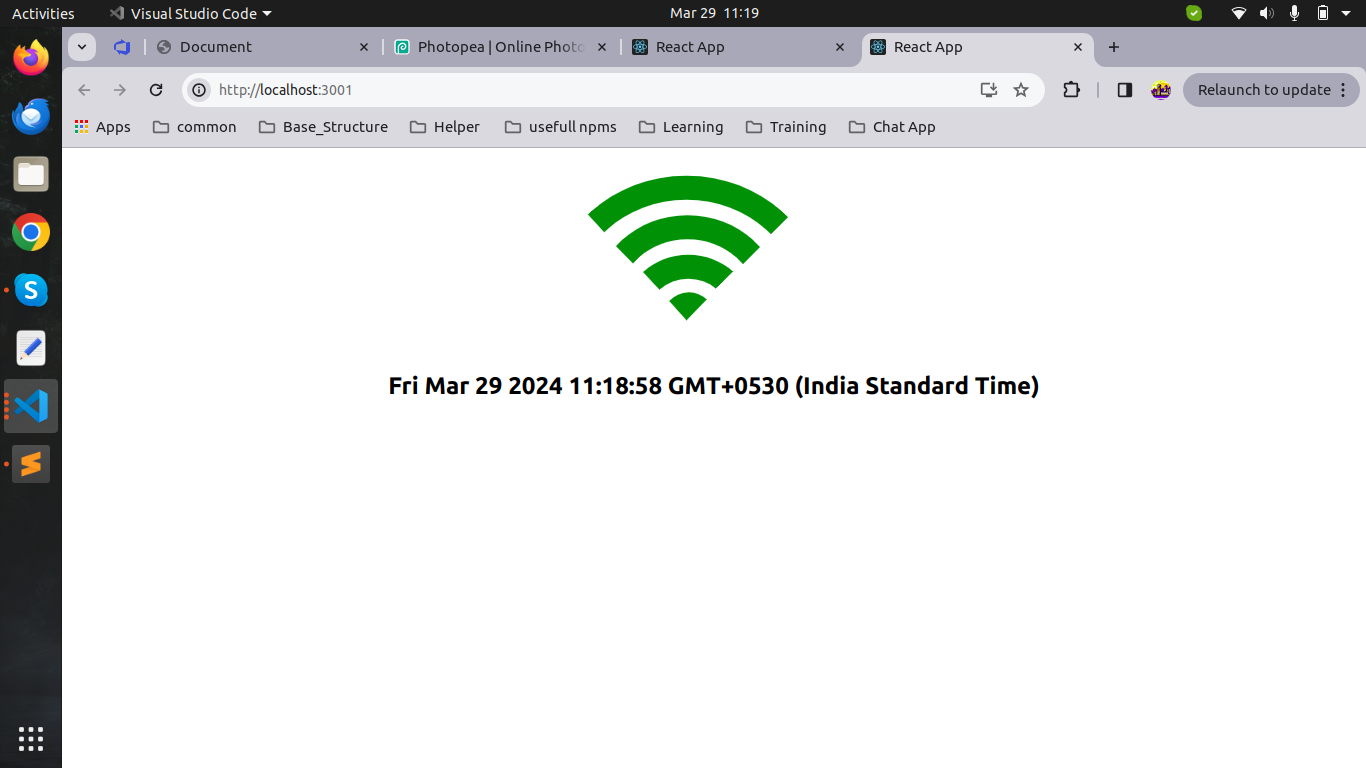 Activities Visual Studio Code Mar 29 11:19
Document Photopea | Online Photo React App React App
http://localhost:3001 Relaunch to update
Apps common Base_Structure Helper usefull npms Learning Training Chat App
Fri Mar 29 2024 11:18:58 GMT+0530 (India Standard Time)